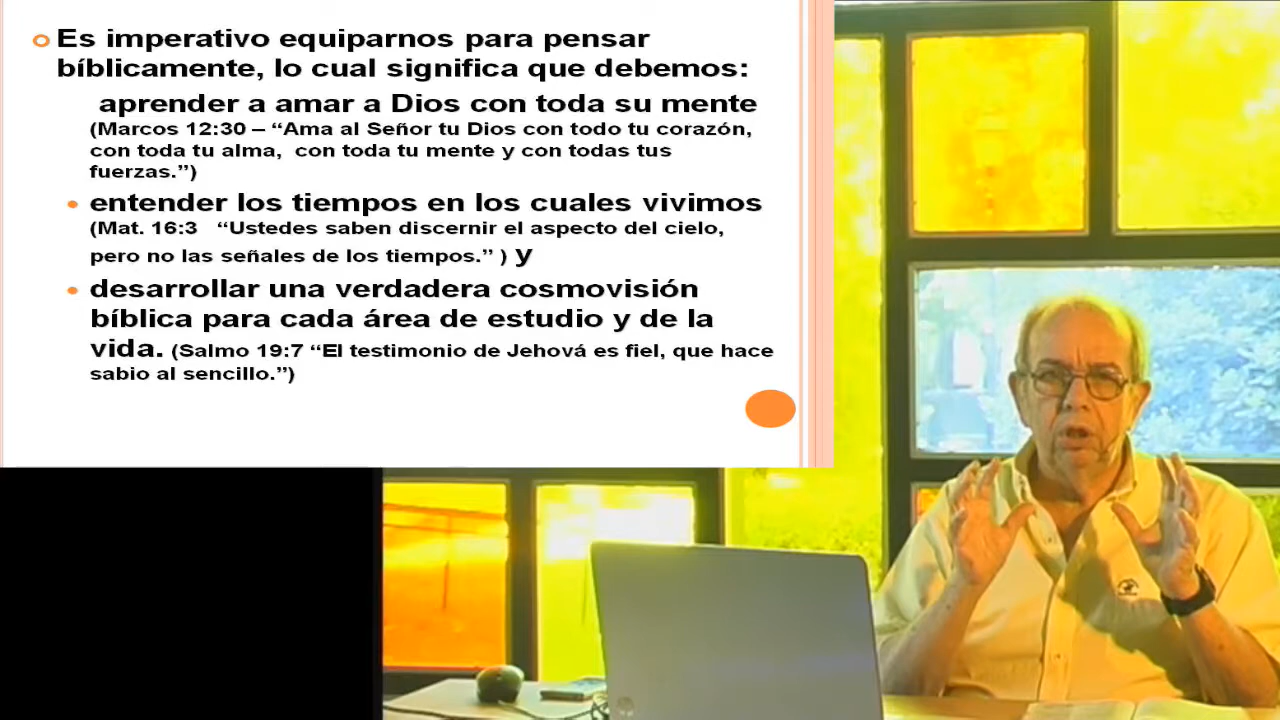 Es imperativo equiparnos para pensar
bíblicamente, lo cual significa que debemos:
aprender a amar a Dios con toda su mente
(Marcos 12:30 – “Ama al Señor tu Dios con todo tu corazón,
con toda tu alma, con toda tu mente y con todas tus
fuerzas.”)
entender los tiempos en los cuales vivimos
(Mat. 16:3 “Ustedes saben discernir el aspecto del cielo,
pero no las señales de los tiempos.” ) y
desarrollar una verdadera cosmovisión
bíblica para cada área de estudio y de la
vida. (Salmo 19:7 “El testimonio de Jehová es fiel, que hace
sabio al sencillo.”)